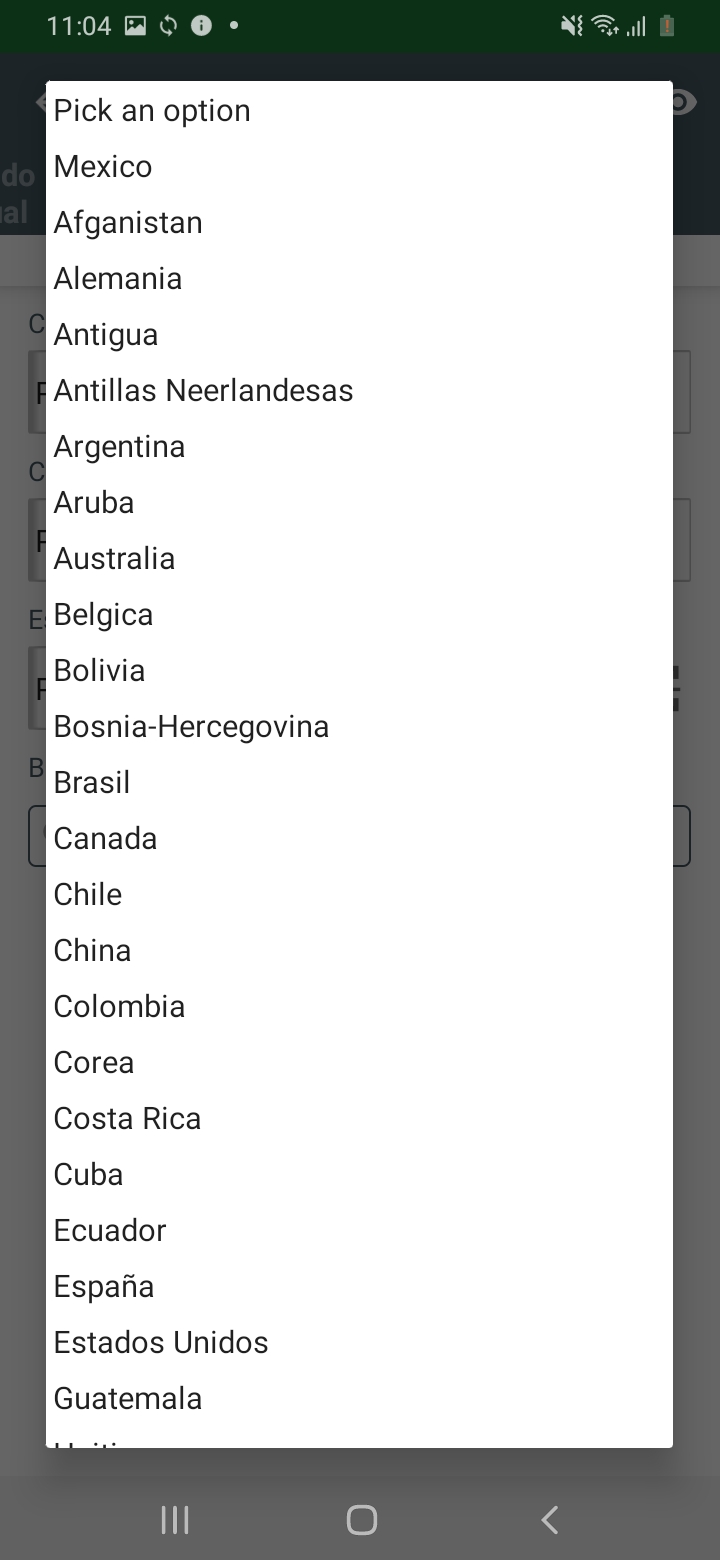 11:04
Pick an option
Mexico
do
Afganistan
al
Alemania
C
Antigua
Antillas Neerlandesas
Argentina
C
Aruba
Australia
Belgica
E
Bolivia
Bosnia-Hercegovina
B
Brasil
Canada
Chile
China
Colombia
Corea
Costa Rica
Cuba
Ecuador
España
Estados Unidos
Guatemala